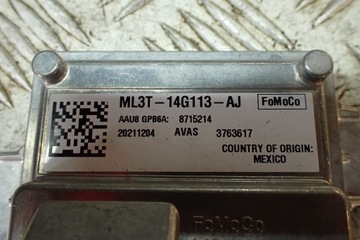 ML3T-14G113-AJ FoMoCo
AAU8 GPB6A: 8715214
20211204 AVAS 3763617
COUNTRY OF ORIGIN:
MEXICO
FoMoCo